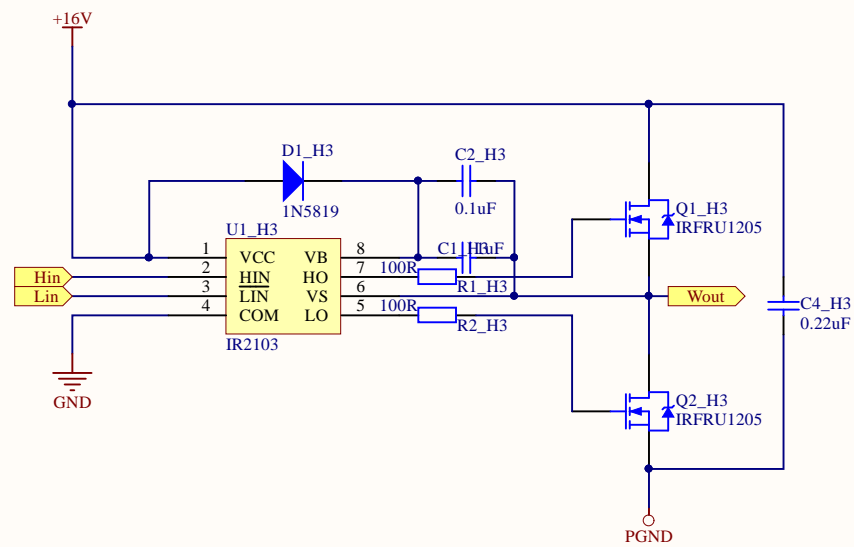 +16V
D1_H3
1N5819
C2_H3
0.1uF
U1_H3
1 VCC VB 8
2 HIN HO 7
3 LIN VS 6
4 COM LO 5
IR2103
Hin
Lin
GND
C1_H3 1uF
100R
R1_H3
100R
R2_H3
Q1_H3
IRFRU1205
Wout
C4_H3
0.22uF
Q2_H3
IRFRU1205
PGND